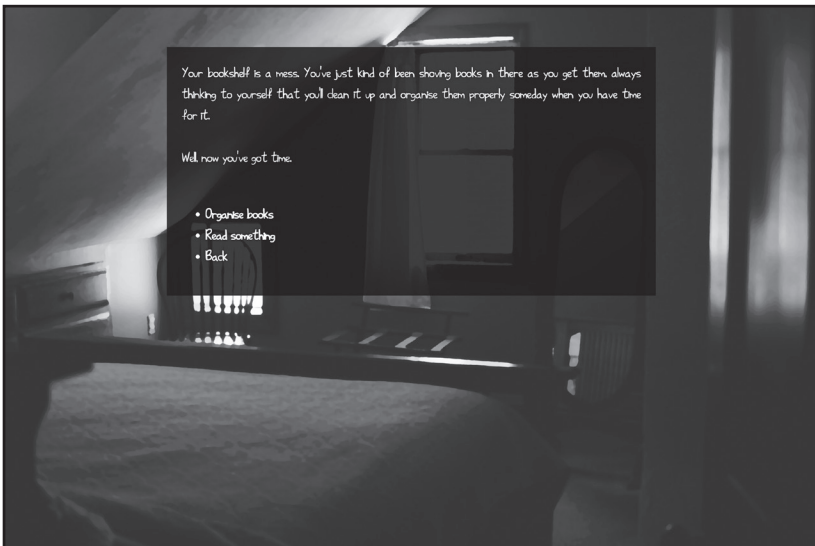 Your bookshelf is a mess. You've just kind of been shoving books in there as you get them, always
thinking to yourself that you'll clean it up and organise them properly someday when you have time
for it.
Well, now you've got time.
• Organise books
• Read something
• Back